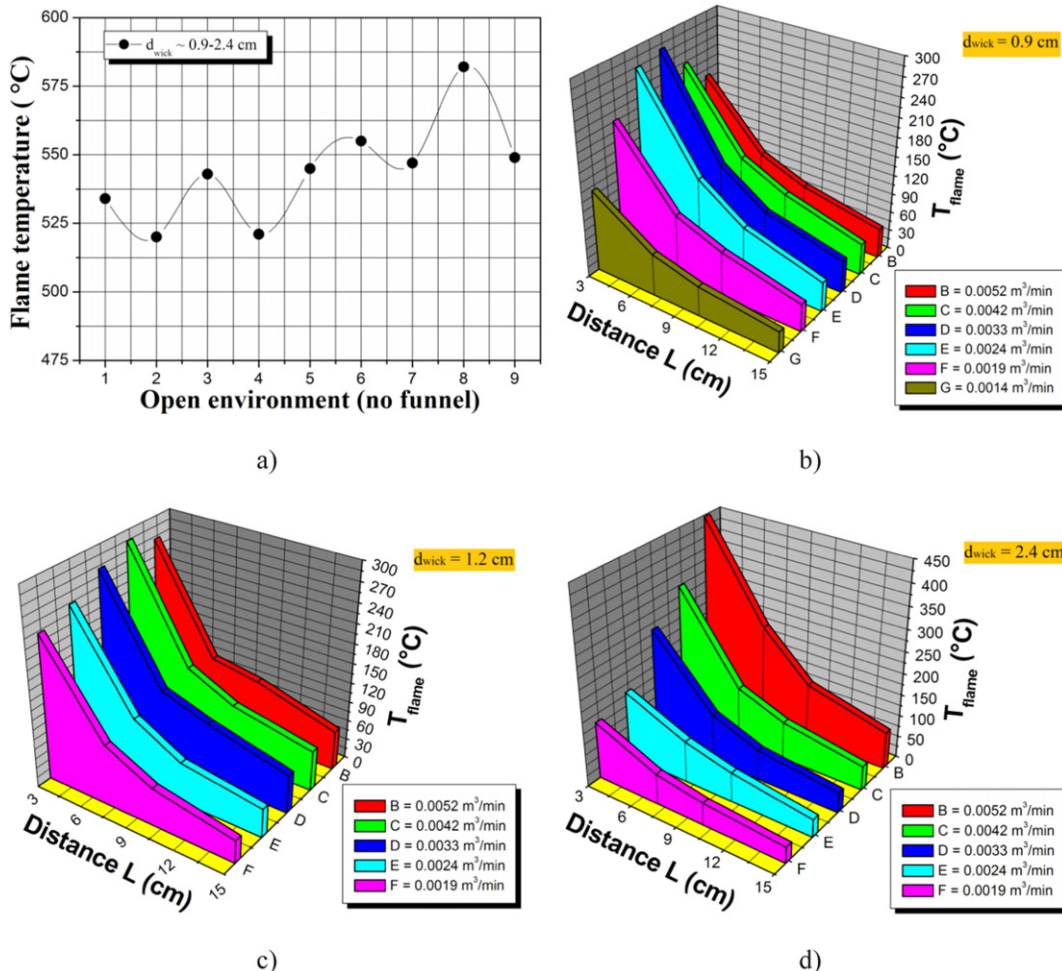 600
575
550
525
500
475
Flame temperature ( °C)
d_wick ~ 0.9-2.4 cm
1 2 3 4 5 6 7 8 9
Open environment (no funnel)
a)
dwick = 0.9 cm
300
270
240
210
180
150
120
90
60
30
0
T_flame (°C)
B
C
D
E
F
G
3 6 9 12 15
Distance L (cm)
B = 0.0052 m³/min
C = 0.0042 m³/min
D = 0.0033 m³/min
E = 0.0024 m³/min
F = 0.0019 m³/min
G = 0.0014 m³/min
b)
dwick = 1.2 cm
300
270
240
210
180
150
120
90
60
30
0
T_flame (°C)
B
C
D
E
F
3 6 9 12 15
Distance L (cm)
B = 0.0052 m³/min
C = 0.0042 m³/min
D = 0.0033 m³/min
E = 0.0024 m³/min
F = 0.0019 m³/min
c)
dwick = 2.4 cm
450
400
350
300
250
200
150
100
50
0
T_flame (°C)
B
C
D
E
F
3 6 9 12 15
Distance L (cm)
B = 0.0052 m³/min
C = 0.0042 m³/min
D = 0.0033 m³/min
E = 0.0024 m³/min
F = 0.0019 m³/min
d)